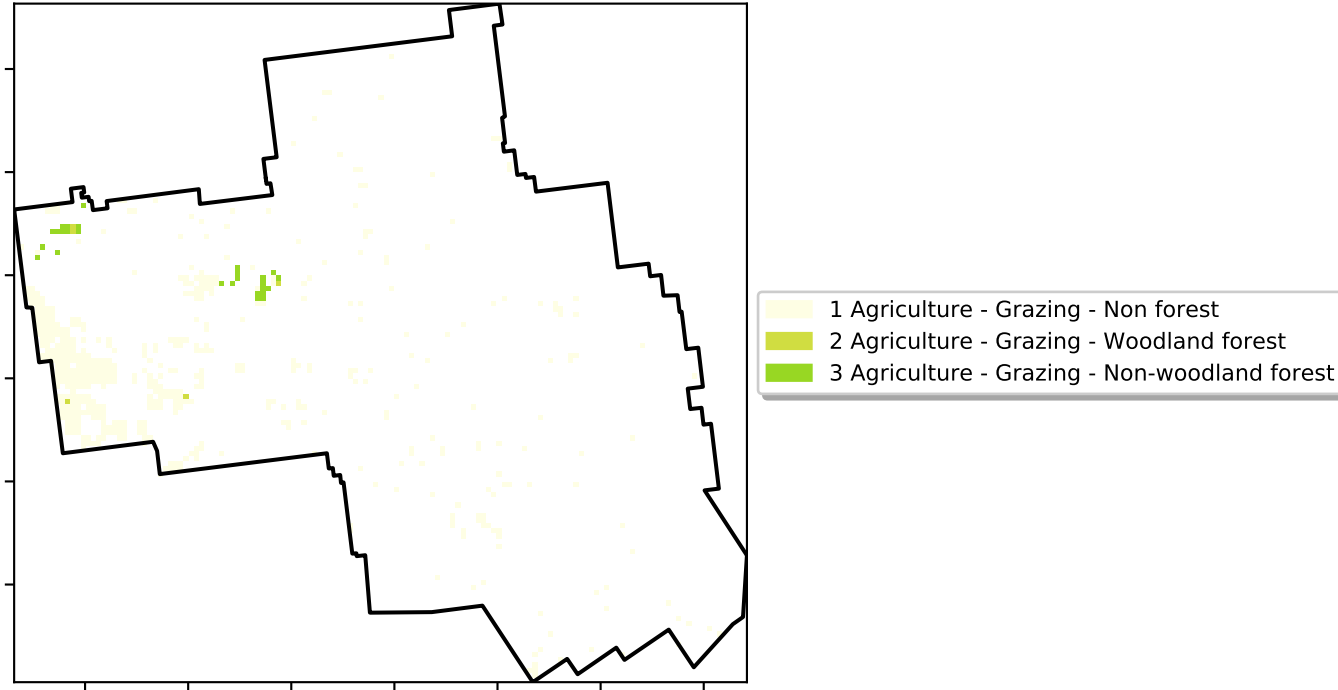 1 Agriculture - Grazing - Non forest
2 Agriculture - Grazing - Woodland forest
3 Agriculture - Grazing - Non-woodland forest